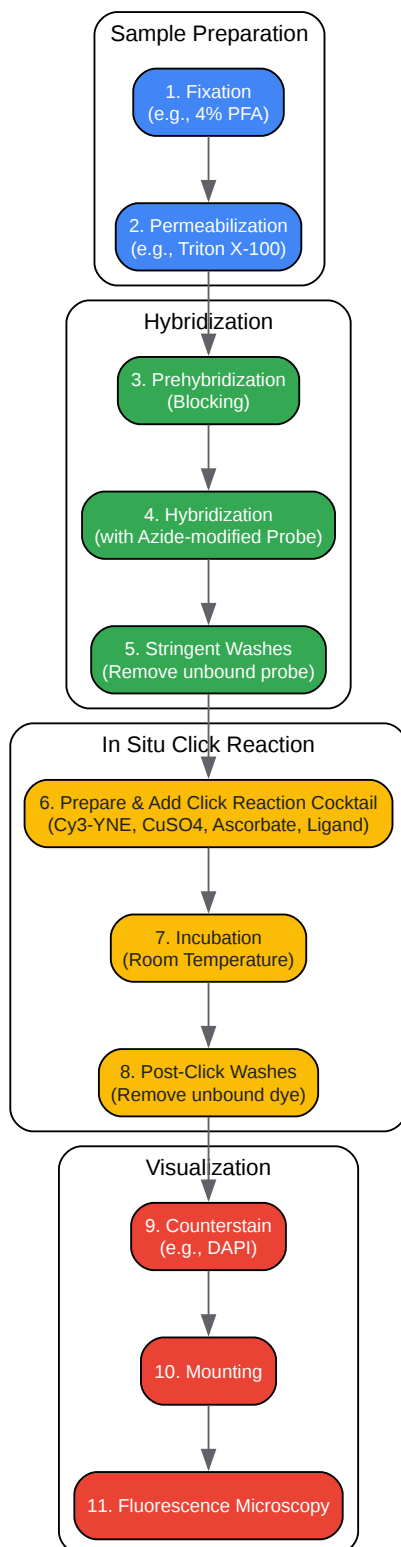 Sample Preparation
1. Fixation
(e.g., 4% PFA)
2. Permeabilization
(e.g., Triton X-100)
Hybridization
3. Prehybridization
(Blocking)
4. Hybridization
(with Azide-modified Probe)
5. Stringent Washes
(Remove unbound probe)
In Situ Click Reaction
6. Prepare & Add Click Reaction Cocktail
(Cy3-YNE, CuSO4, Ascorbate, Ligand)
7. Incubation
(Room Temperature)
8. Post-Click Washes
(Remove unbound dye)
Visualization
9. Counterstain
(e.g., DAPI)
10. Mounting
11. Fluorescence Microscopy